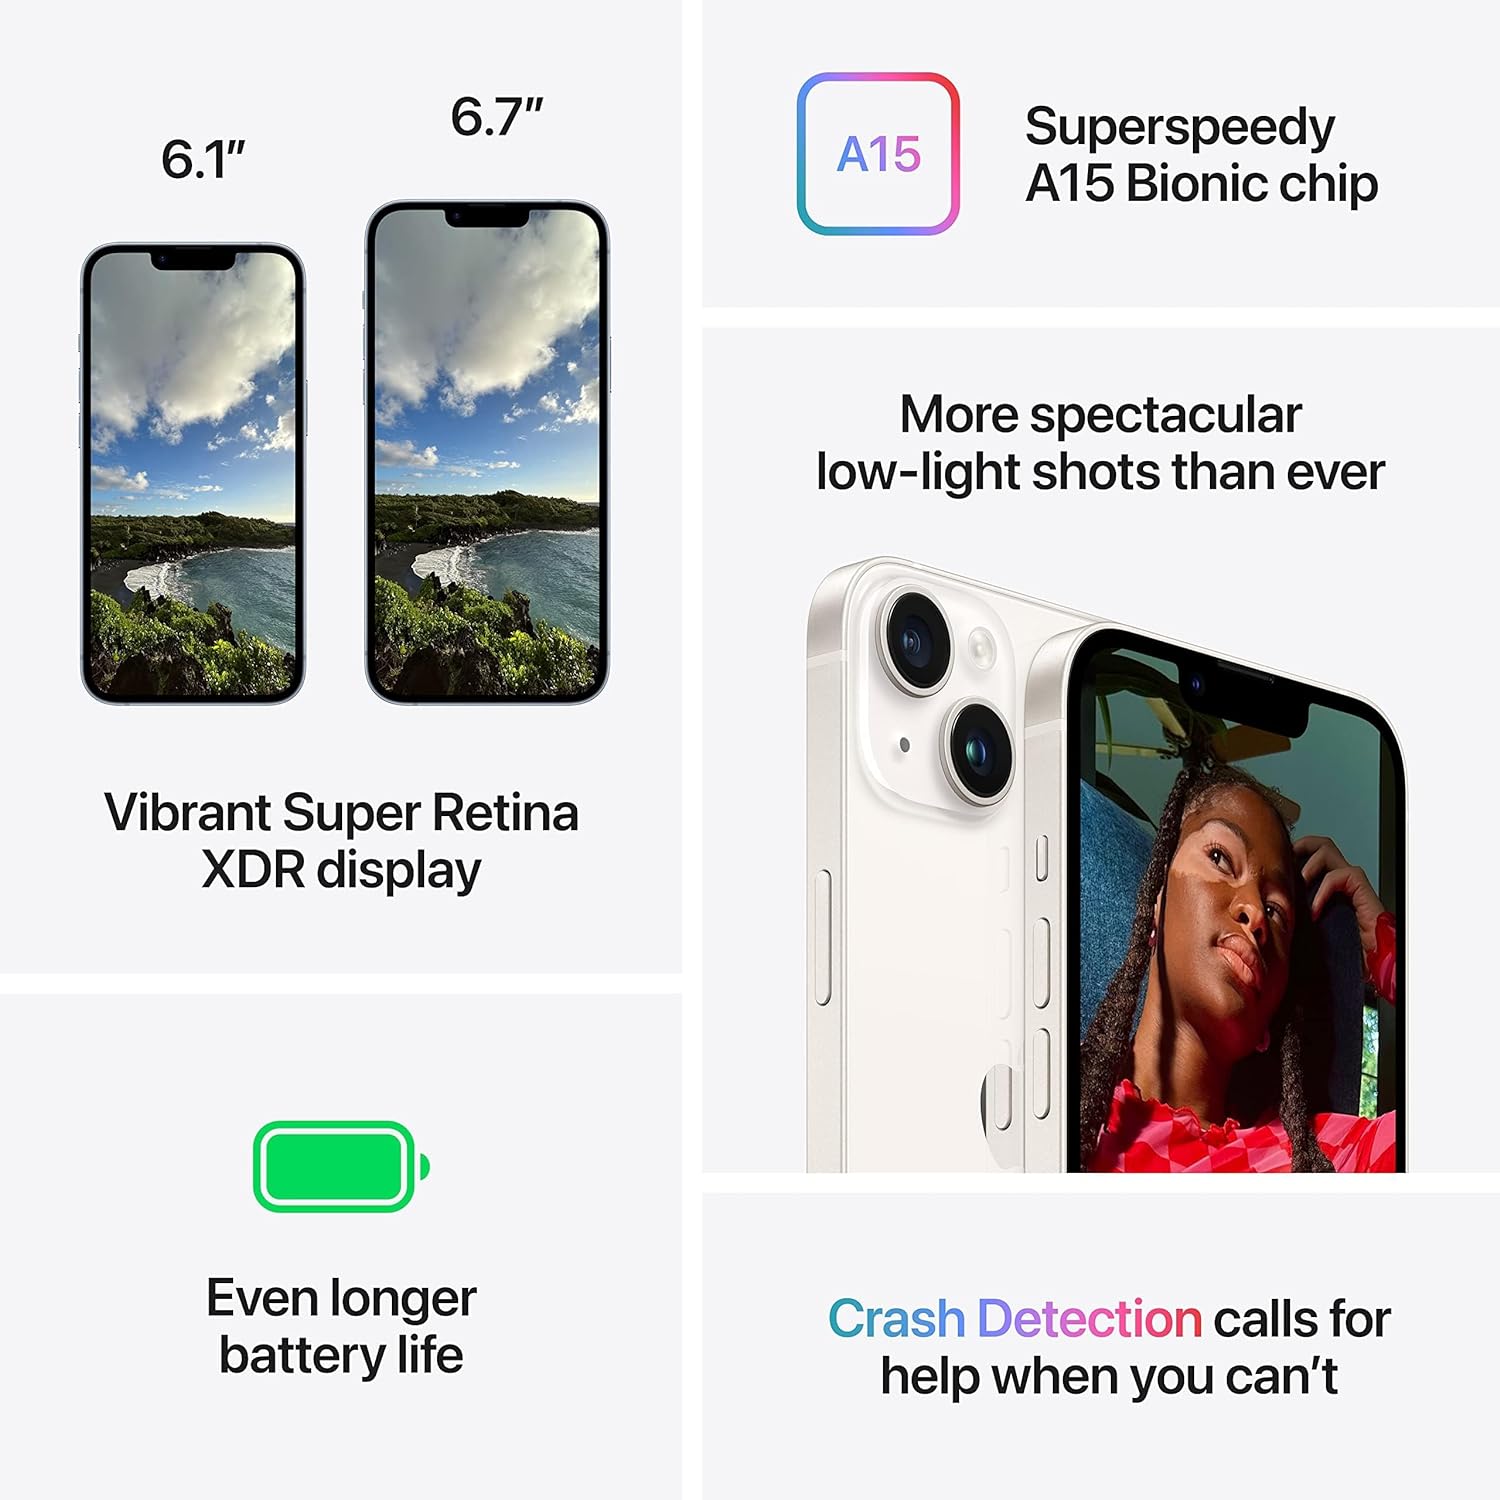 6.1″
6.7″
Vibrant Super Retina
XDR display
A15
Superspeedy
A15 Bionic chip
More spectacular
low-light shots than ever
Even longer
battery life
Crash Detection calls for
help when you can’t